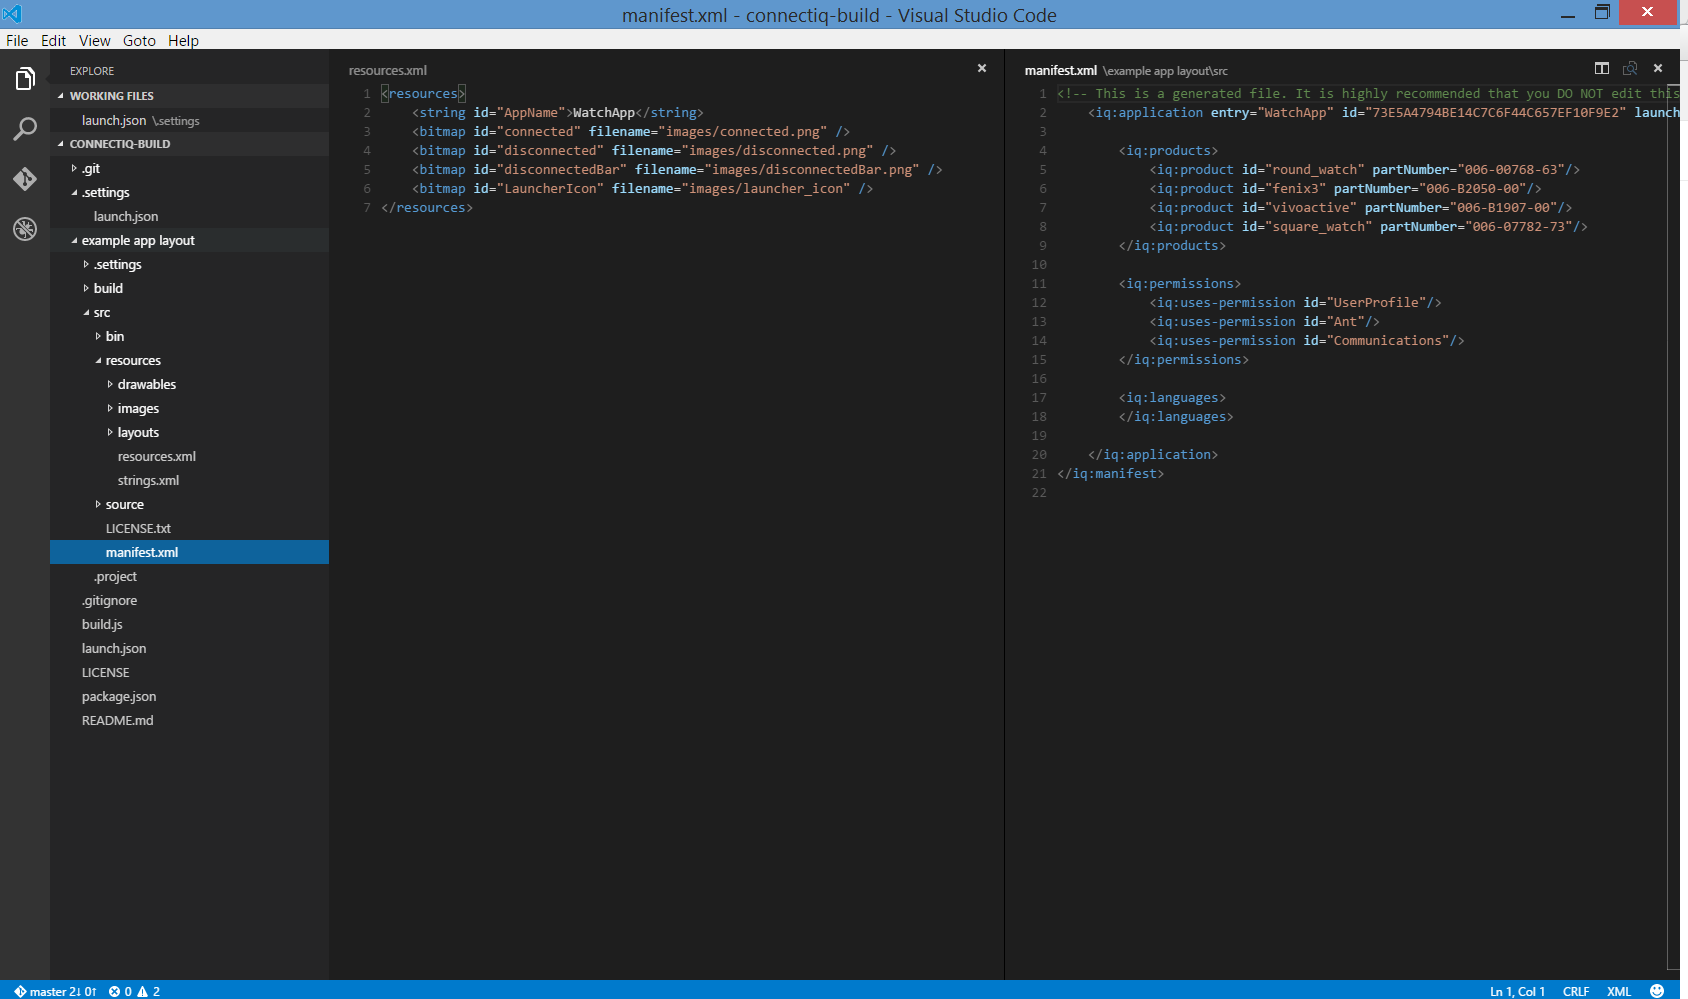 manifest.xml - connectiq-build - Visual Studio Code
File Edit View Goto Help
EXPLORE
WORKING FILES
launch.json \.settings
CONNECTIQ-BUILD
.git
.settings
launch.json
example app layout
.settings
build
src
bin
resources
drawables
images
layouts
resources.xml
strings.xml
source
LICENSE.txt
manifest.xml
.project
.gitignore
build.js
launch.json
LICENSE
package.json
README.md
resources.xml
1 <resources>
2 <string id="AppName">WatchApp</string>
3 <bitmap id="connected" filename="images/connected.png" />
4 <bitmap id="disconnected" filename="images/disconnected.png" />
5 <bitmap id="disconnectedBar" filename="images/disconnectedBar.png" />
6 <bitmap id="LauncherIcon" filename="images/launcher_icon" />
7 </resources>
manifest.xml \example app layout\src
1 <!-- This is a generated file. It is highly recommended that you DO NOT edit this
2 <iq:application entry="WatchApp" id="73E5A4794BE14C7C6F44C657EF10F9E2" launch
3
4 <iq:products>
5 <iq:product id="round_watch" partNumber="006-00768-63"/>
6 <iq:product id="fenix3" partNumber="006-B2050-00"/>
7 <iq:product id="vivoactive" partNumber="006-B1907-00"/>
8 <iq:product id="square_watch" partNumber="006-07782-73"/>
9 </iq:products>
10
11 <iq:permissions>
12 <iq:uses-permission id="UserProfile"/>
13 <iq:uses-permission id="Ant"/>
14 <iq:uses-permission id="Communications"/>
15 </iq:permissions>
16
17 <iq:languages>
18 </iq:languages>
19
20 </iq:application>
21 </iq:manifest>
22
master 2↓ 0↑ 0 2
Ln 1, Col 1 CRLF XML